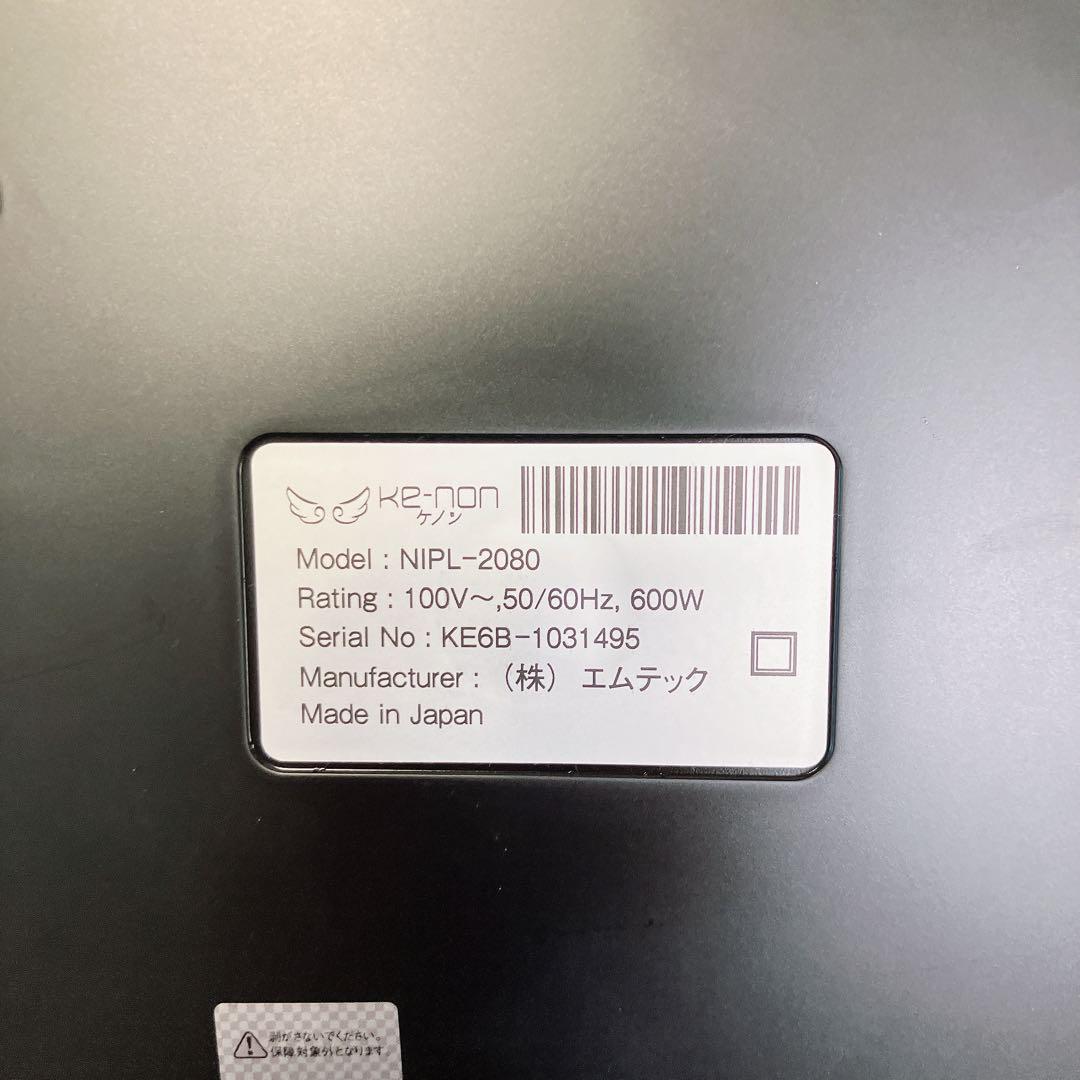 ke-non
ケノン
Model : NIPL-2080
Rating : 100V～,50/60Hz, 600W
Serial No : KE6B-1031495
Manufacturer : （株） エムテック
Made in Japan
剥がさないでください。
保障対象外となります